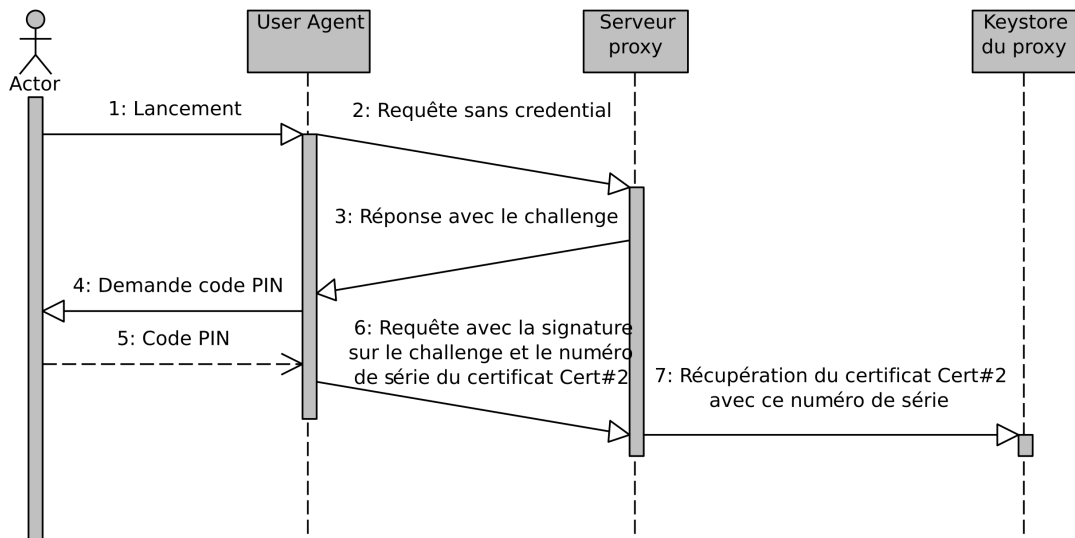 User Agent
Serveur
proxy
Keystore
du proxy
Actor
1: Lancement
2: Requête sans credential
3: Réponse avec le challenge
4: Demande code PIN
5: Code PIN
6: Requête avec la signature
sur le challenge et le numéro
de série du certificat Cert#2
7: Récupération du certificat Cert#2
avec ce numéro de série